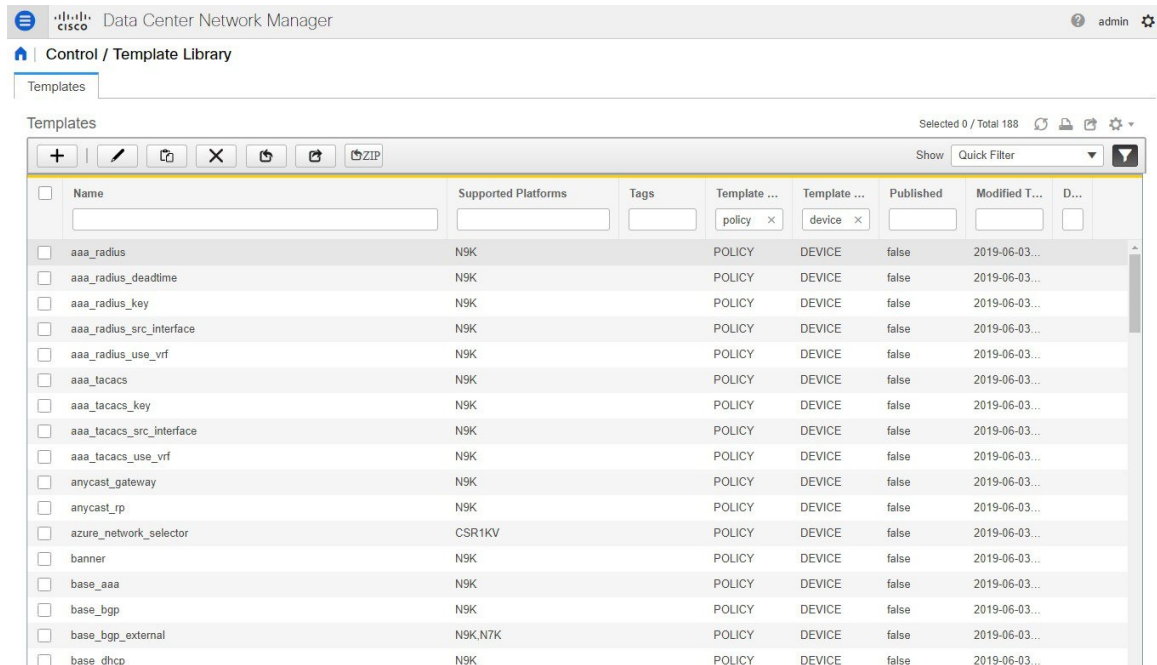 cisco Data Center Network Manager admin
Control / Template Library
Templates
Templates Selected 0 / Total 188
ZIP Show Quick Filter
Name Supported Platforms Tags Template ... Template ... Published Modified T... D...
policy × device ×
aaa_radius N9K POLICY DEVICE false 2019-06-03...
aaa_radius_deadtime N9K POLICY DEVICE false 2019-06-03...
aaa_radius_key N9K POLICY DEVICE false 2019-06-03...
aaa_radius_src_interface N9K POLICY DEVICE false 2019-06-03...
aaa_radius_use_vrf N9K POLICY DEVICE false 2019-06-03...
aaa_tacacs N9K POLICY DEVICE false 2019-06-03...
aaa_tacacs_key N9K POLICY DEVICE false 2019-06-03...
aaa_tacacs_src_interface N9K POLICY DEVICE false 2019-06-03...
aaa_tacacs_use_vrf N9K POLICY DEVICE false 2019-06-03...
anycast_gateway N9K POLICY DEVICE false 2019-06-03...
anycast_rp N9K POLICY DEVICE false 2019-06-03...
azure_network_selector CSR1KV POLICY DEVICE false 2019-06-03...
banner N9K POLICY DEVICE false 2019-06-03...
base_aaa N9K POLICY DEVICE false 2019-06-03...
base_bgp N9K POLICY DEVICE false 2019-06-03...
base_bgp_external N9K,N7K POLICY DEVICE false 2019-06-03...
base_dhcp N9K POLICY DEVICE false 2019-06-03...